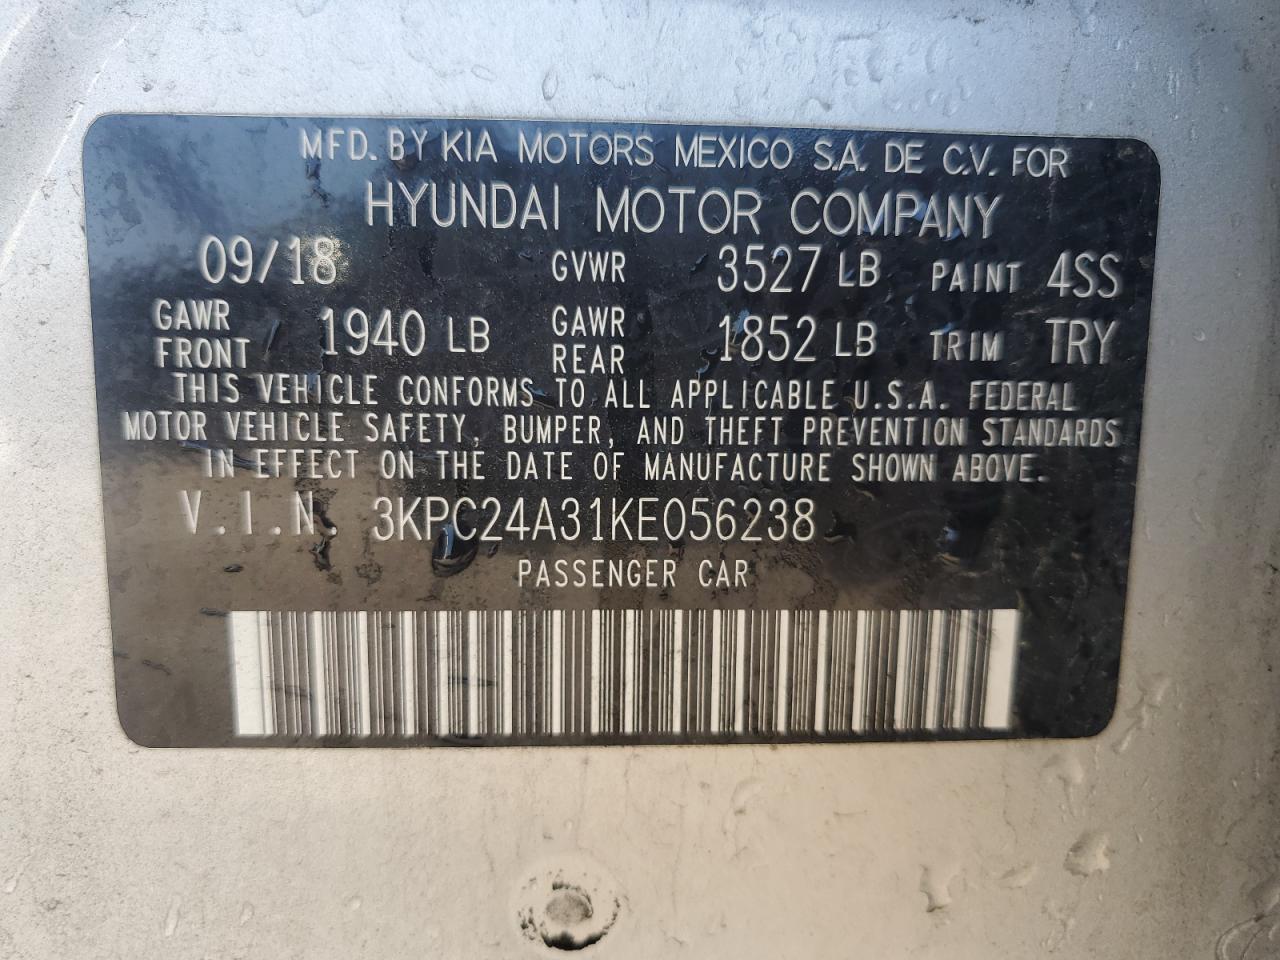 MFD. BY KIA MOTORS MEXICO S.A. DE C.V. FOR
HYUNDAI MOTOR COMPANY
09/18 GVWR 3527 LB PAINT 4SS
GAWR FRONT 1940 LB GAWR REAR 1852 LB TRIM TRY
THIS VEHICLE CONFORMS TO ALL APPLICABLE U.S.A. FEDERAL
MOTOR VEHICLE SAFETY, BUMPER, AND THEFT PREVENTION STANDARDS
IN EFFECT ON THE DATE OF MANUFACTURE SHOWN ABOVE.
V.I.N. 3KPC24A31KE056238
PASSENGER CAR